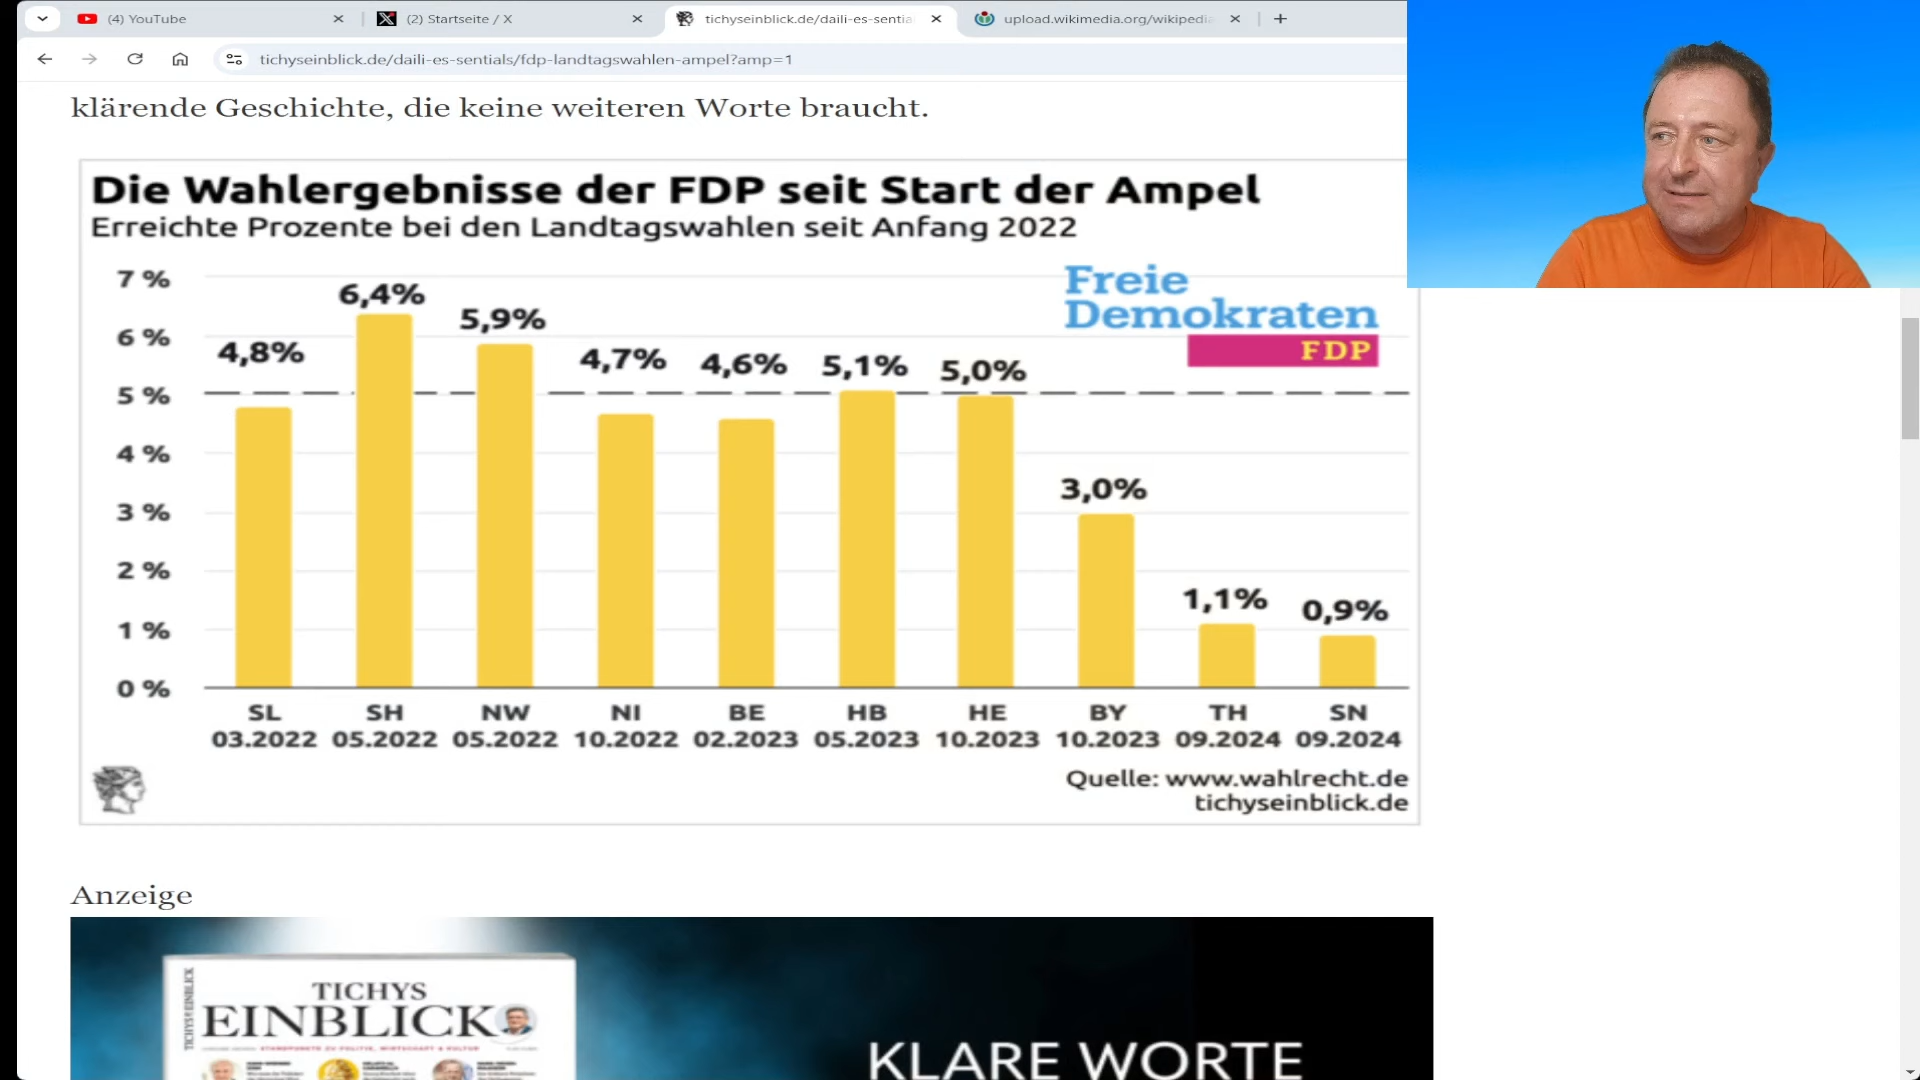 (4) YouTube
(2) Startseite / X
tichyseinblick.de/daili-es-sentia
upload.wikimedia.org/wikipedi
tichyseinblick.de/daili-es-sentials/fdp-landtagswahlen-ampel?amp=1
klärende Geschichte, die keine weiteren Worte braucht.
Die Wahlergebnisse der FDP seit Start der Ampel
Erreichte Prozente bei den Landtagswahlen seit Anfang 2022
Freie
Demokraten
FDP
7 %
6 %
5 %
4 %
3 %
2 %
1 %
0 %
4,8% 6,4% 5,9% 4,7% 4,6% 5,1% 5,0% 3,0% 1,1% 0,9%
SL SH NW NI BE HB HE BY TH SN
03.2022 05.2022 05.2022 10.2022 02.2023 05.2023 10.2023 10.2023 09.2024 09.2024
Quelle: www.wahlrecht.de
tichyseinblick.de
Anzeige
TICHYS
EINBLICK
KLARE WORTE